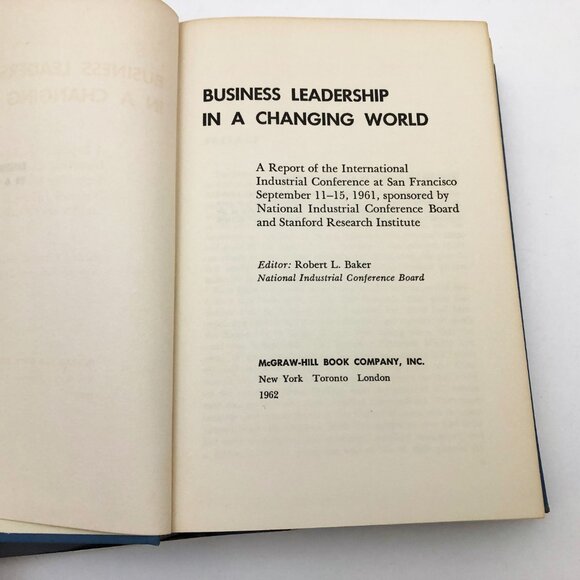 BUSINESS LEADERSHIP
IN A CHANGING WORLD
A Report of the International
Industrial Conference at San Francisco
September 11–15, 1961, sponsored by
National Industrial Conference Board
and Stanford Research Institute
Editor: Robert L. Baker
National Industrial Conference Board
McGRAW-HILL BOOK COMPANY, INC.
New York Toronto London
1962